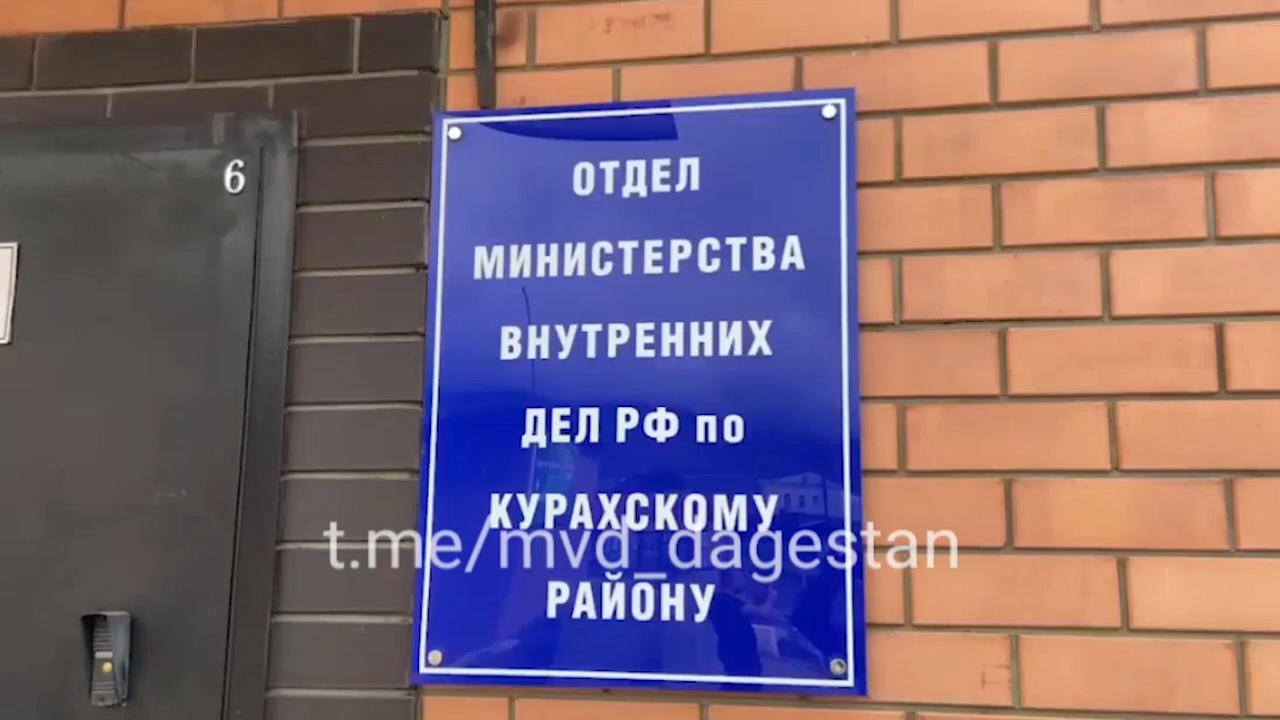 6
ОТДЕЛ
МИНИСТЕРСТВА
ВНУТРЕННИХ
ДЕЛ РФ по
КУРАХСКОМУ
t.me/mvd_dagestan
РАЙОНУ